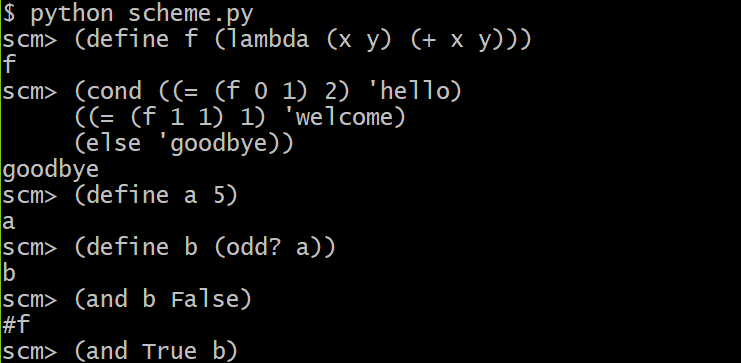 $ python scheme.py
scm> (define f (lambda (x y) (+ x y)))
f
scm> (cond ((= (f 0 1) 2) 'hello)
     ((= (f 1 1) 1) 'welcome)
     (else 'goodbye))
goodbye
scm> (define a 5)
a
scm> (define b (odd? a))
b
scm> (and b False)
#f
scm> (and True b)